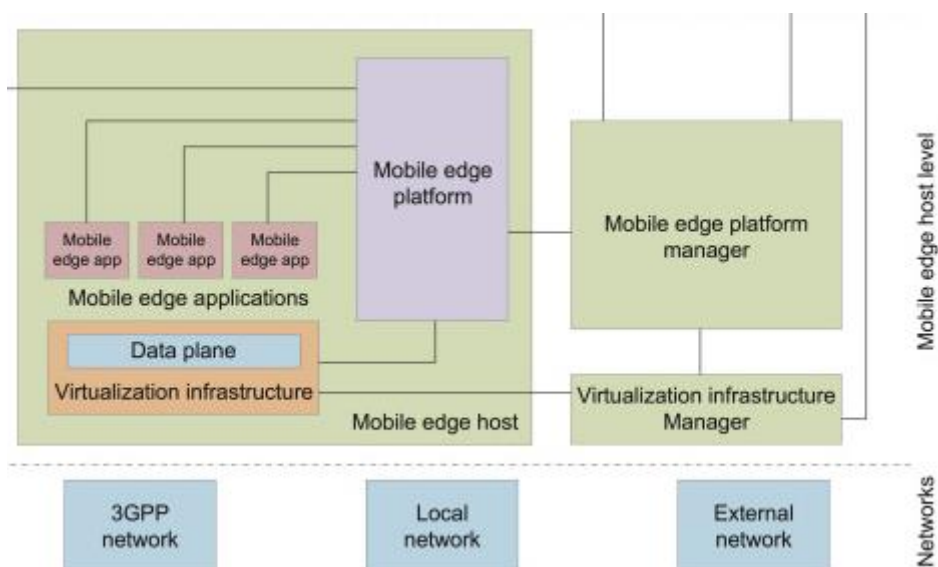 Mobile edge
platform
Mobile edge platform
manager
Mobile edge host level
Mobile
edge app
Mobile
edge app
Mobile
edge app
Mobile edge applications
Data plane
Virtualization infrastructure
Mobile edge host
Virtualization infrastructure
Manager
3GPP
network
Local
network
External
network
Networks